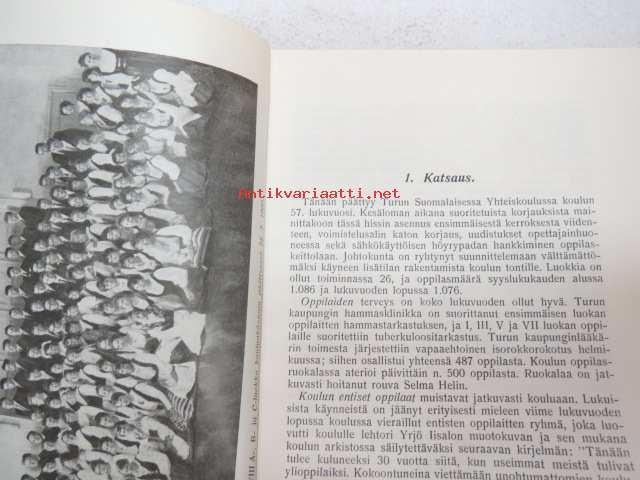 1. Katsaus.
Antikvariaatti.net
Tänään päättyy Turun Suomalaisessa Yhteiskoulussa koulun
57. lukuvuosi. Kesäloman aikana suoritetuista korjauksista mai-
nittakoon tässä hissin asennus ensimmäisestä kerroksesta viiden-
teen, voimistelusalin katon korjaus, uudistukset opettajainhuo-
neessa sekä sähkökäyttöisen höyrypadan hankkiminen oppilas-
keittolaan. Johtokunta on ryhtynyt suunnittelemaan välttämättö-
mäksi käyneen lisätilan rakentamista koulun tontille. Luokkia on
ollut toiminnassa 26, ja oppilasmäärä syyslukukauden alussa
1.086 ja lukuvuoden lopussa 1.076.
Oppilaiden terveys on koko lukuvuoden ollut hyvä. Turun
kaupungin hammasklinikka on suorittanut ensimmäisen luokan
oppilaitten hammastarkastuksen, ja I, III, V ja VII luokan oppi-
laille suoritettiin tuberkuloositarkastus. Turun kaupunginlääkä-
rin toimesta järjestettiin vapaaehtoinen isorokkorokotus helmi-
kuussa; siihen osallistui yhteensä 487 oppilasta. Koulun oppilas-
ruokalassa aterioi päivittäin n. 500 oppilasta. Ruokalaa on jat-
kuvasti hoitanut rouva Selma Helin.
Koulun entiset oppilaat muistavat jatkuvasti kouluaan. Lukui-
sista käynneistä on jäänyt erityisesti mieleen viime lukuvuoden
lopussa koulussa vieraillut entisten oppilaitten ryhmä, joka luo-
vutti koululle lehtori Yrjö Iisalon muotokuvan ja sen mukana
koulun arkistossa säilytettäväksi seuraavan kirjelmän: "Tänään
tulee kuluneeksi 30 vuotta siitä, kun useimmat meistä tulivat
ylioppilaiksi. Kokoontuneina viettämään unohtumattomien koulu-